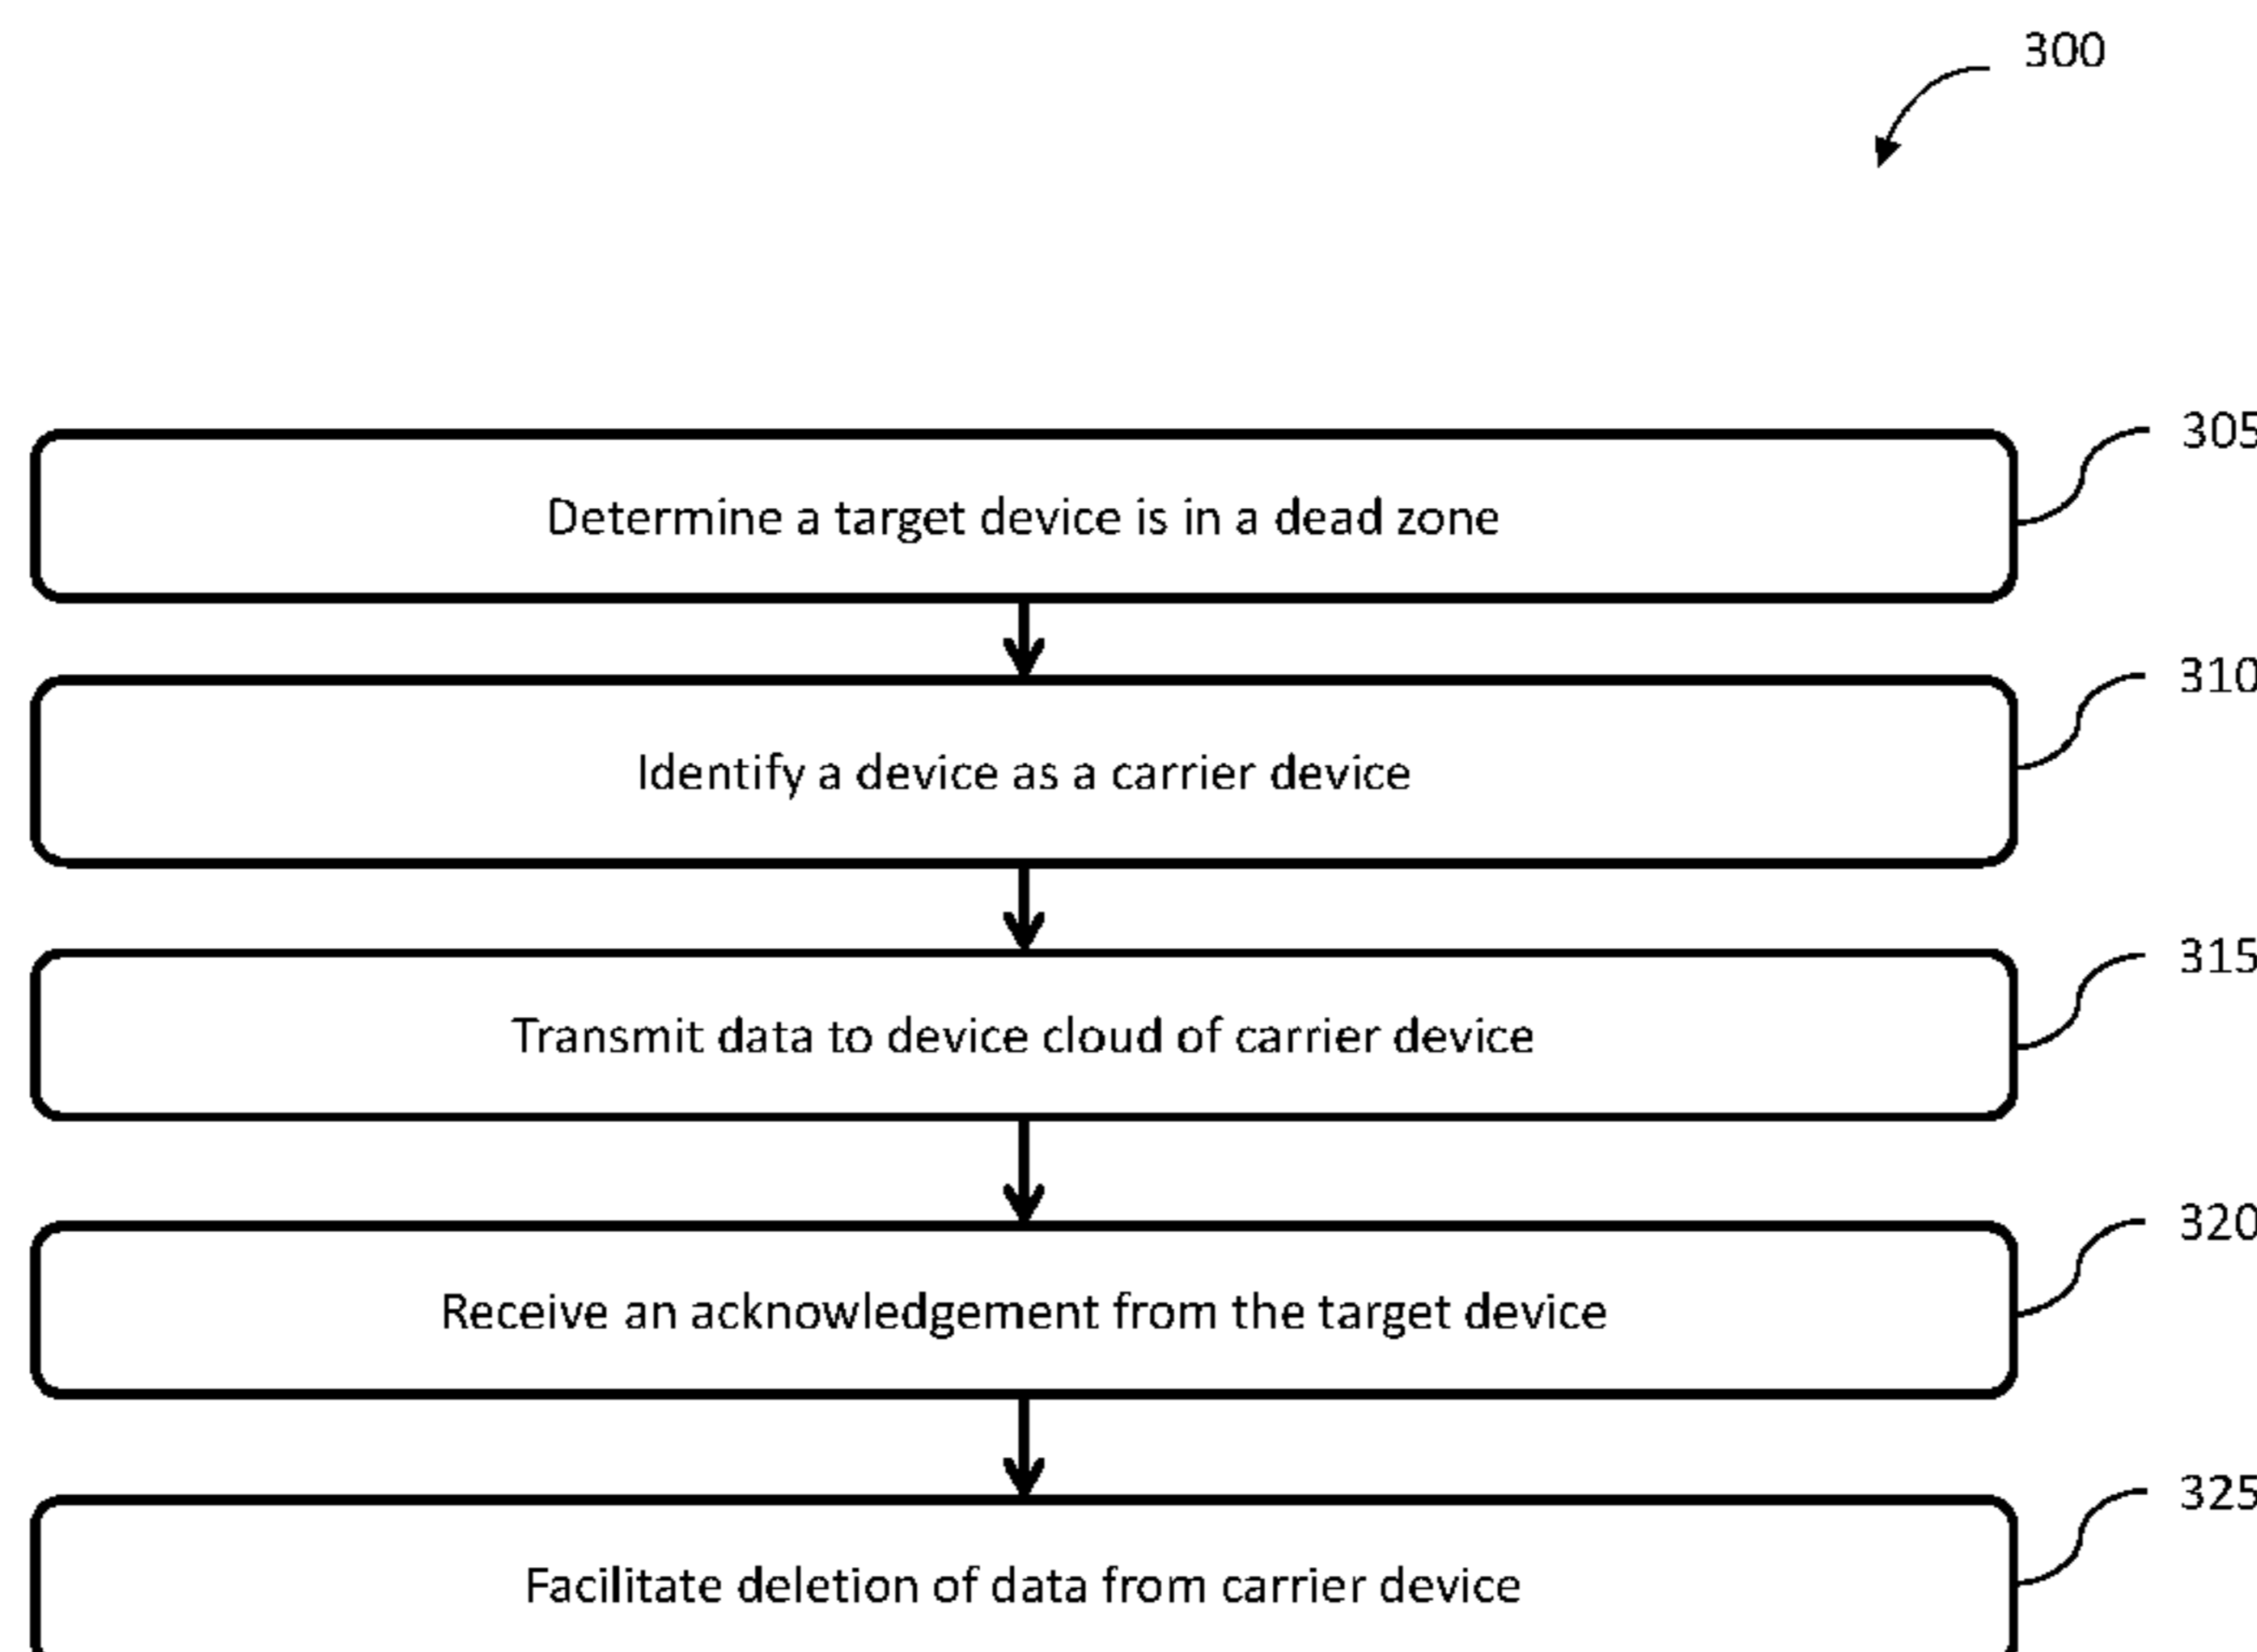 300
305
Determine a target device is in a dead zone
310
Identify a device as a carrier device
315
Transmit data to device cloud of carrier device
320
Receive an acknowledgement from the target device
325
Facilitate deletion of data from carrier device